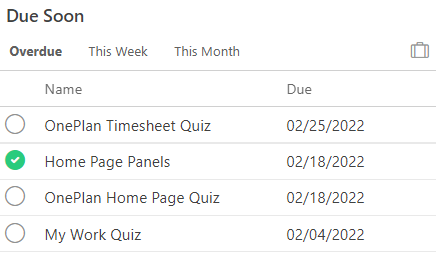 Due Soon
Overdue This Week This Month
Name Due
OnePlan Timesheet Quiz 02/25/2022
Home Page Panels 02/18/2022
OnePlan Home Page Quiz 02/18/2022
My Work Quiz 02/04/2022